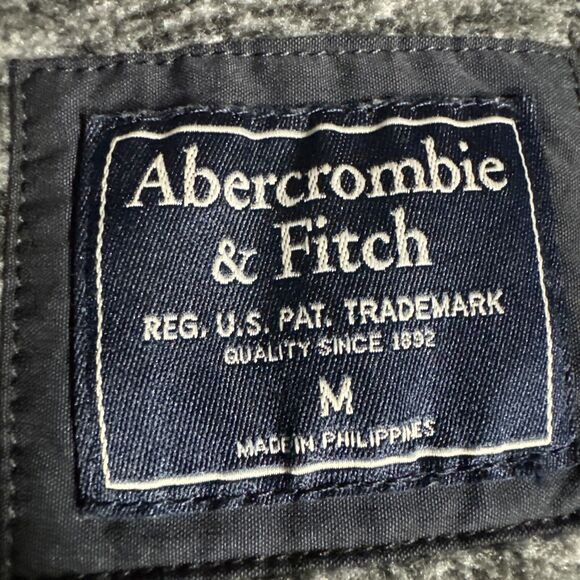 Abercrombie
& Fitch
REG. U.S. PAT. TRADEMARK
QUALITY SINCE 1892
M
MADE IN PHILIPPINES